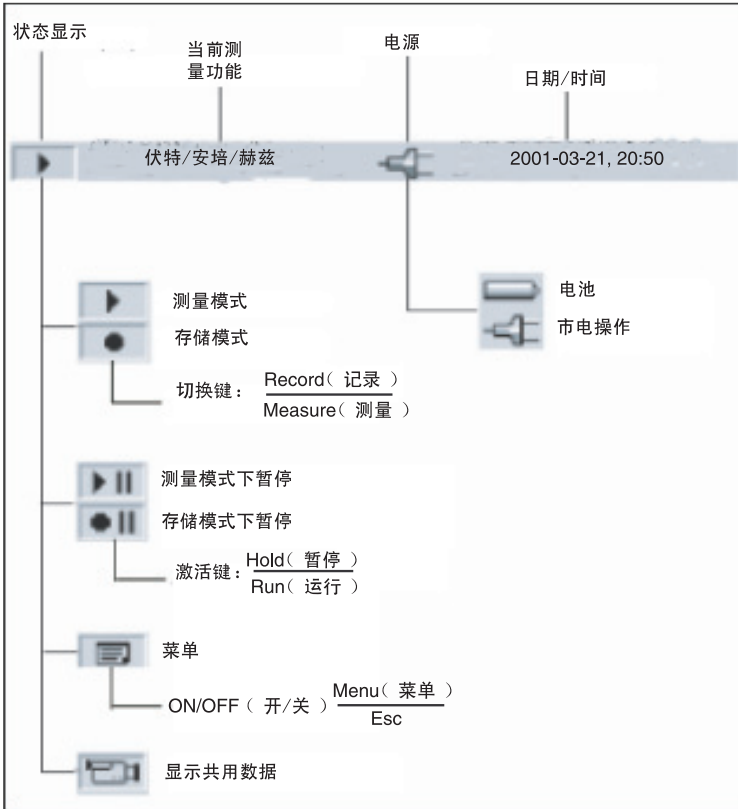 状态显示
当前测
量功能
电源
日期/时间
伏特/安培/赫兹
2001-03-21, 20:50
电池
市电操作
测量模式
存储模式
切换键：
Record（ 记录 ）
Measure（ 测量 ）
测量模式下暂停
存储模式下暂停
激活键：
Hold（ 暂停 ）
Run（ 运行 ）
菜单
ON/OFF（ 开/关 ）
Menu（ 菜单 ）
Esc
显示共用数据